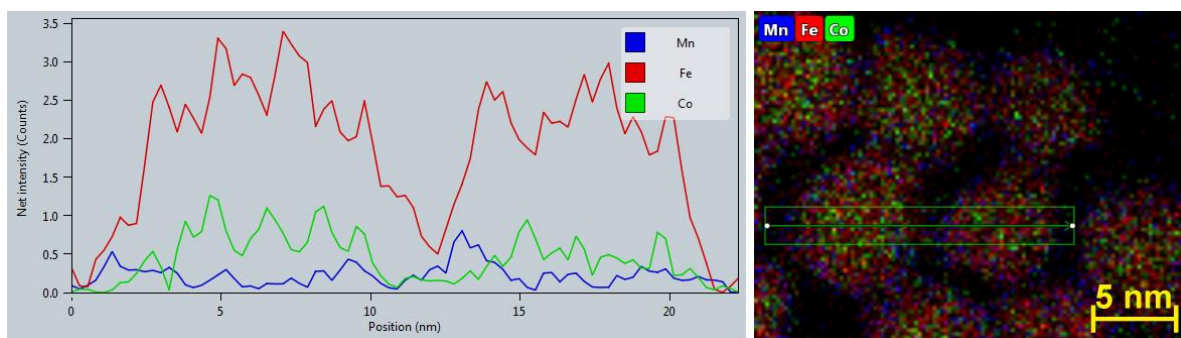 3.5
3.0
2.5
2.0
1.5
1.0
0.5
0.0
Net intensity (Counts)
0 5 10 15 20
Position (nm)
Mn
Fe
Co
Mn Fe Co
5 nm